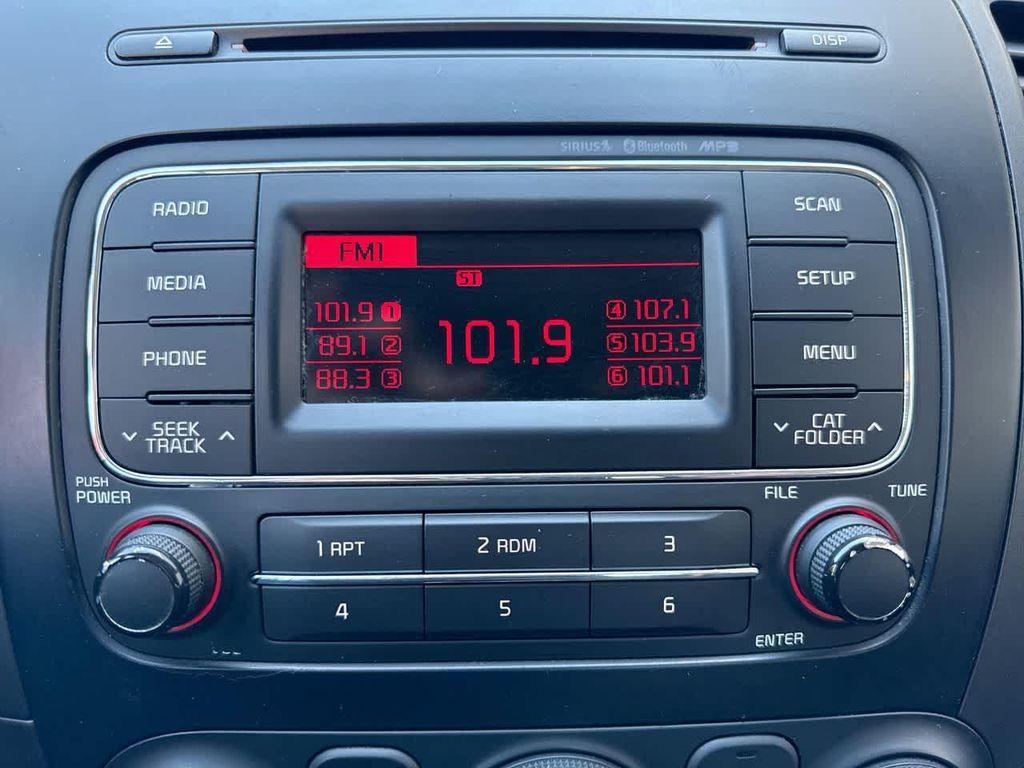 DISP
SIRIUS Bluetooth MP3
RADIO
MEDIA
PHONE
SEEK
TRACK
FM1
ST
101.9 1
89.1 2
88.3 3
101.9
4 107.1
5 103.9
6 101.1
SCAN
SETUP
MENU
CAT
FOLDER
PUSH
POWER
FILE
TUNE
1 RPT
2 RDM
3
4
5
6
ENTER